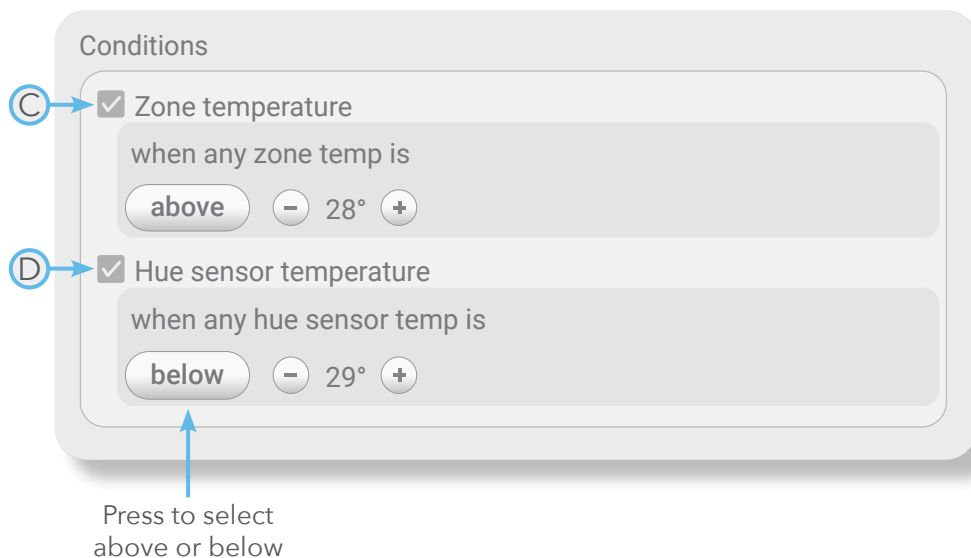 Conditions
C
Zone temperature
when any zone temp is
above - 28° +
D
Hue sensor temperature
when any hue sensor temp is
below - 29° +
Press to select
above or below